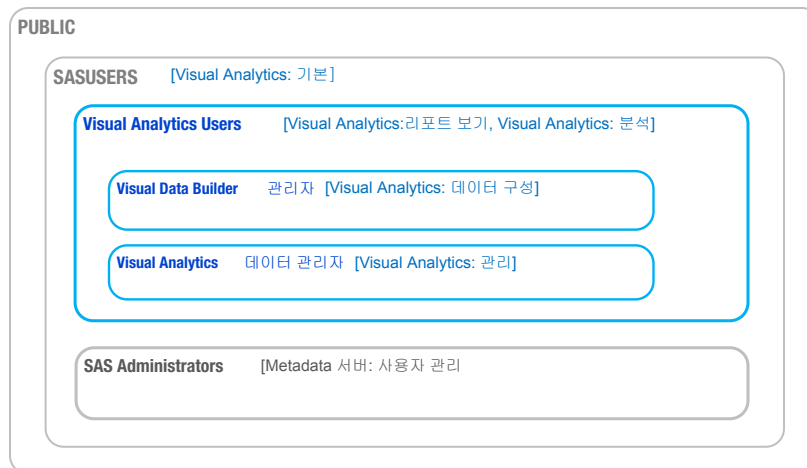 PUBLIC
SASUSERS [Visual Analytics: 기본]
Visual Analytics Users [Visual Analytics:리포트 보기, Visual Analytics: 분석]
Visual Data Builder 관리자 [Visual Analytics: 데이터 구성]
Visual Analytics 데이터 관리자 [Visual Analytics: 관리]
SAS Administrators [Metadata 서버: 사용자 관리